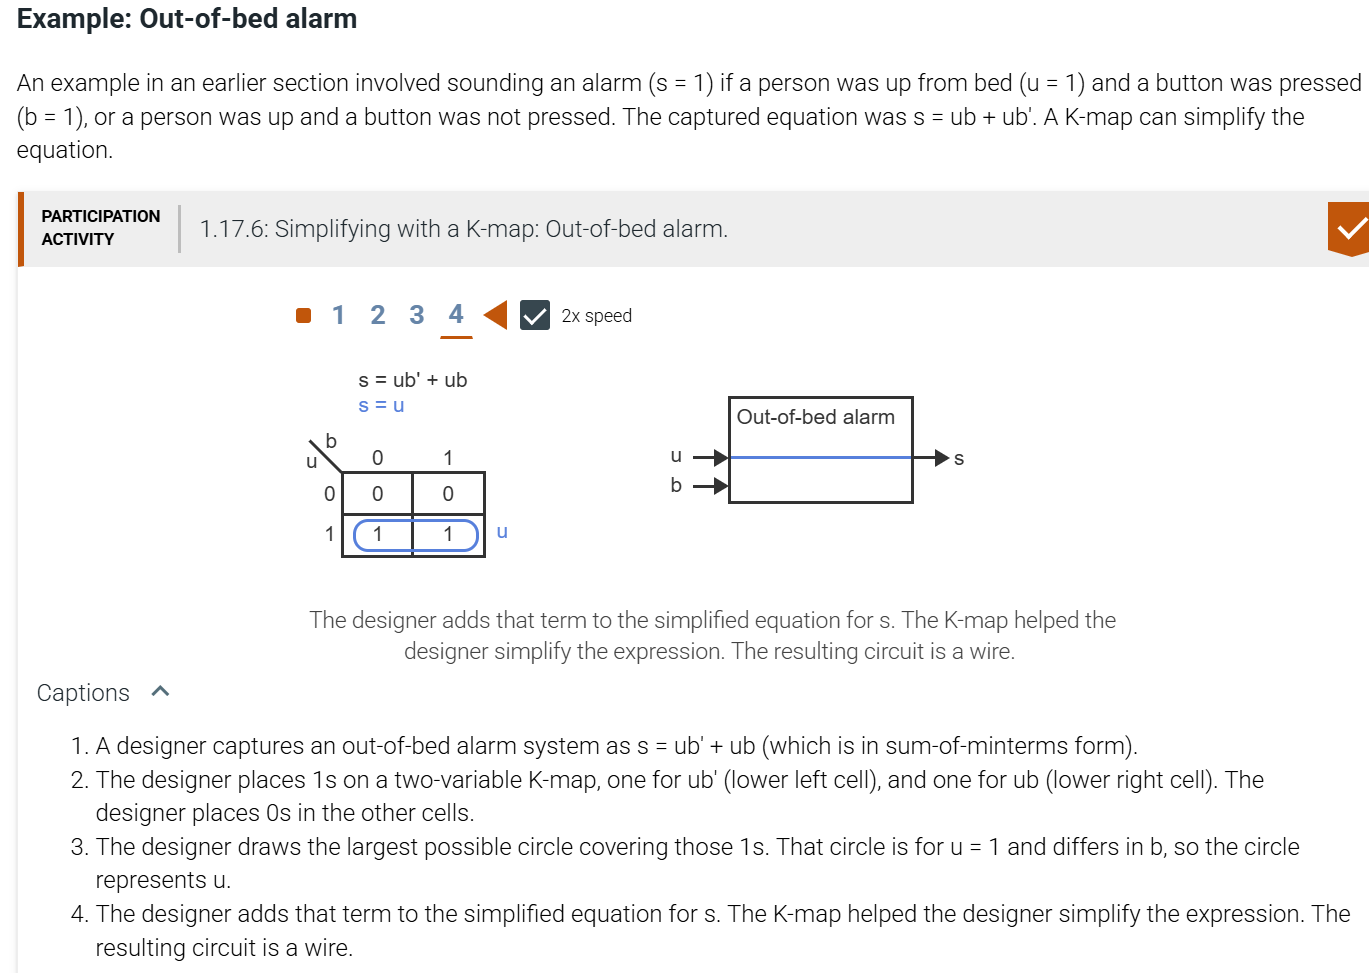 Example: Out-of-bed alarm
An example in an earlier section involved sounding an alarm (s = 1) if a person was up from bed (u = 1) and a button was pressed
(b = 1), or a person was up and a button was not pressed. The captured equation was s = ub + ub'. A K-map can simplify the
equation.
PARTICIPATION
ACTIVITY
1.17.6: Simplifying with a K-map: Out-of-bed alarm.
1 2 3 4 2x speed
s = ub' + ub
s = u
b
u
0 1
0 0 0
1 1 1 u
Out-of-bed alarm
u
s
b
The designer adds that term to the simplified equation for s. The K-map helped the
designer simplify the expression. The resulting circuit is a wire.
Captions
1. A designer captures an out-of-bed alarm system as s = ub' + ub (which is in sum-of-minterms form).
2. The designer places 1s on a two-variable K-map, one for ub' (lower left cell), and one for ub (lower right cell). The
designer places 0s in the other cells.
3. The designer draws the largest possible circle covering those 1s. That circle is for u = 1 and differs in b, so the circle
represents u.
4. The designer adds that term to the simplified equation for s. The K-map helped the designer simplify the expression. The
resulting circuit is a wire.